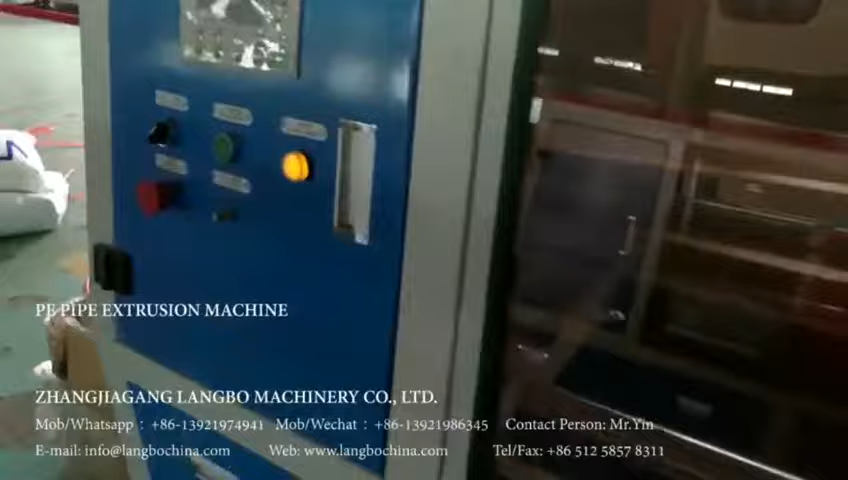 PE PIPE EXTRUSION MACHINE
ZHANGJIAGANG LANGBO MACHINERY CO., LTD.
Mob/Whatsapp : +86-13921974941 Mob/Wechat : +86-13921986345 Contact Person: Mr.Yin
E-mail: info@langbochina.com Web: www.langbochina.com Tel/Fax: +86 512 5857 8311